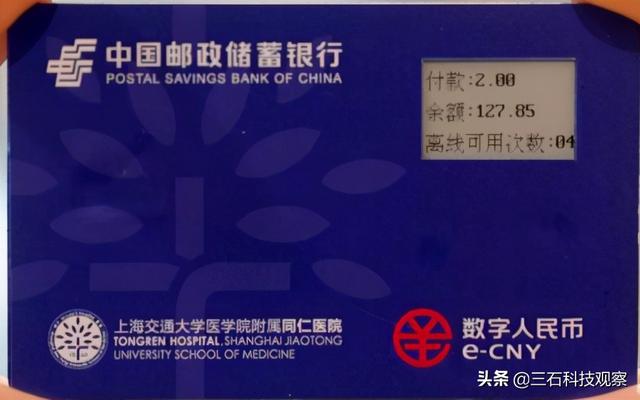 中国邮政储蓄银行
POSTAL SAVINGS BANK OF CHINA
付款:2.00
余额:127.85
离线可用次数:04
上海交通大学医学院附属同仁医院
TONGREN HOSPITAL, SHANGHAI JIAOTONG
UNIVERSITY SCHOOL OF MEDICINE
数字人民币
e-CNY
头条 @三石科技观察